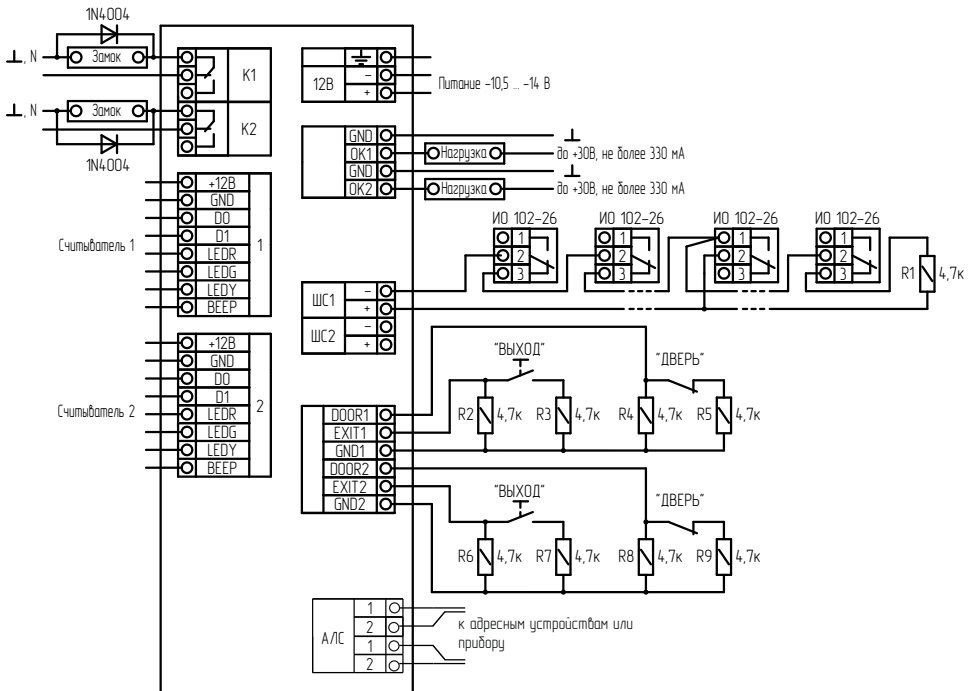 1N4004
⊥, N
Замок
К1
⊥, N
Замок
К2
1N4004
12В
−
+
Питание −10,5 ... −14 В
GND
OK1
GND
OK2
Нагрузка
Нагрузка
⊥
до +30В, не более 330 мА
⊥
до +30В, не более 330 мА
Считыватель 1
+12В
GND
D0
D1
LEDR
LEDG
LEDY
BEEP
1
Считыватель 2
+12В
GND
D0
D1
LEDR
LEDG
LEDY
BEEP
2
ИО 102-26
1
2
3
ИО 102-26
1
2
3
ИО 102-26
1
2
3
ИО 102-26
1
2
3
R1
4,7к
ШС1
−
+
ШС2
−
+
DOOR1
EXIT1
GND1
DOOR2
EXIT2
GND2
"ВЫХОД"
"ДВЕРЬ"
R2
4,7к
R3
4,7к
R4
4,7к
R5
4,7к
"ВЫХОД"
"ДВЕРЬ"
R6
4,7к
R7
4,7к
R8
4,7к
R9
4,7к
АЛС
1
2
1
2
к адресным устройствам или
прибору